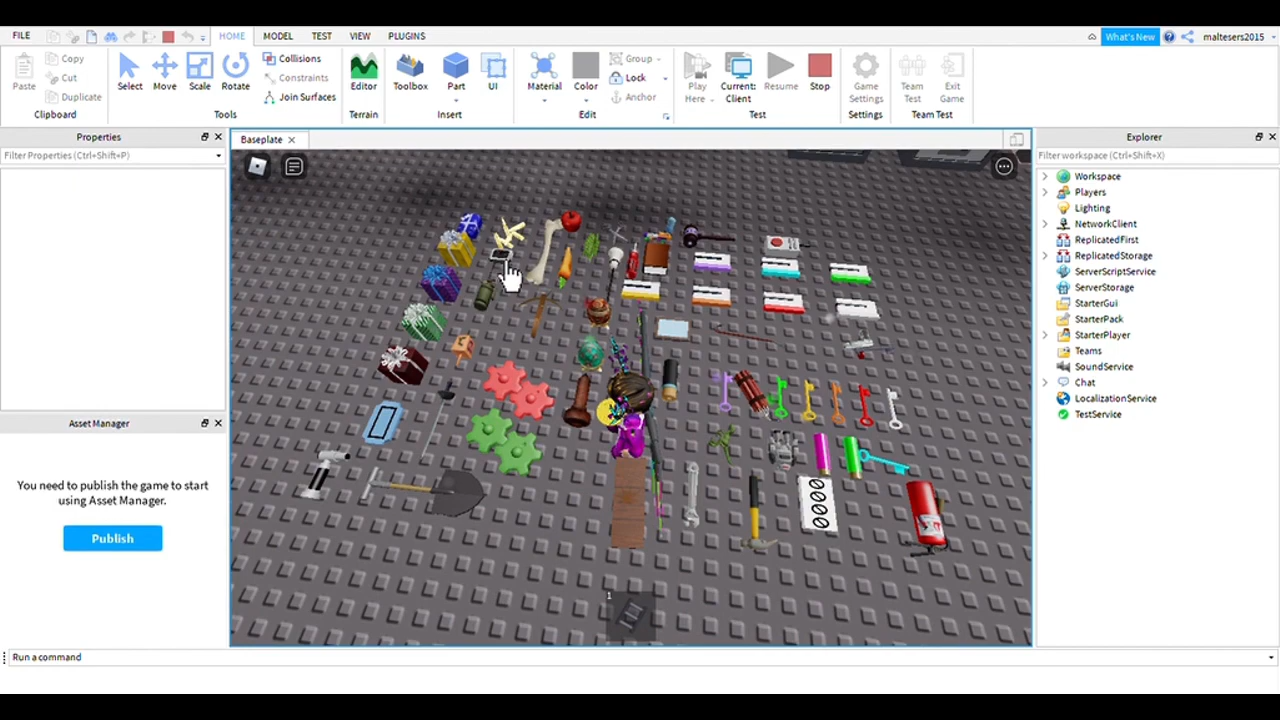 FILE HOME MODEL TEST VIEW PLUGINS What's New maltesers2015
Paste Copy Cut Duplicate Clipboard
Select Move Scale Rotate Collisions Constraints Join Surfaces Tools
Editor Terrain
Toolbox Part UI Insert
Material Color Group Lock Anchor Edit
Play Here Current: Client Resume Stop Test
Game Settings Settings
Team Test Exit Game Team Test
Properties
Filter Properties (Ctrl+Shift+P)
Asset Manager
You need to publish the game to start
using Asset Manager.
Publish
Baseplate
1
Explorer
Filter workspace (Ctrl+Shift+X)
Workspace
Players
Lighting
NetworkClient
ReplicatedFirst
ReplicatedStorage
ServerScriptService
ServerStorage
StarterGui
StarterPack
StarterPlayer
Teams
SoundService
Chat
LocalizationService
TestService
Run a command